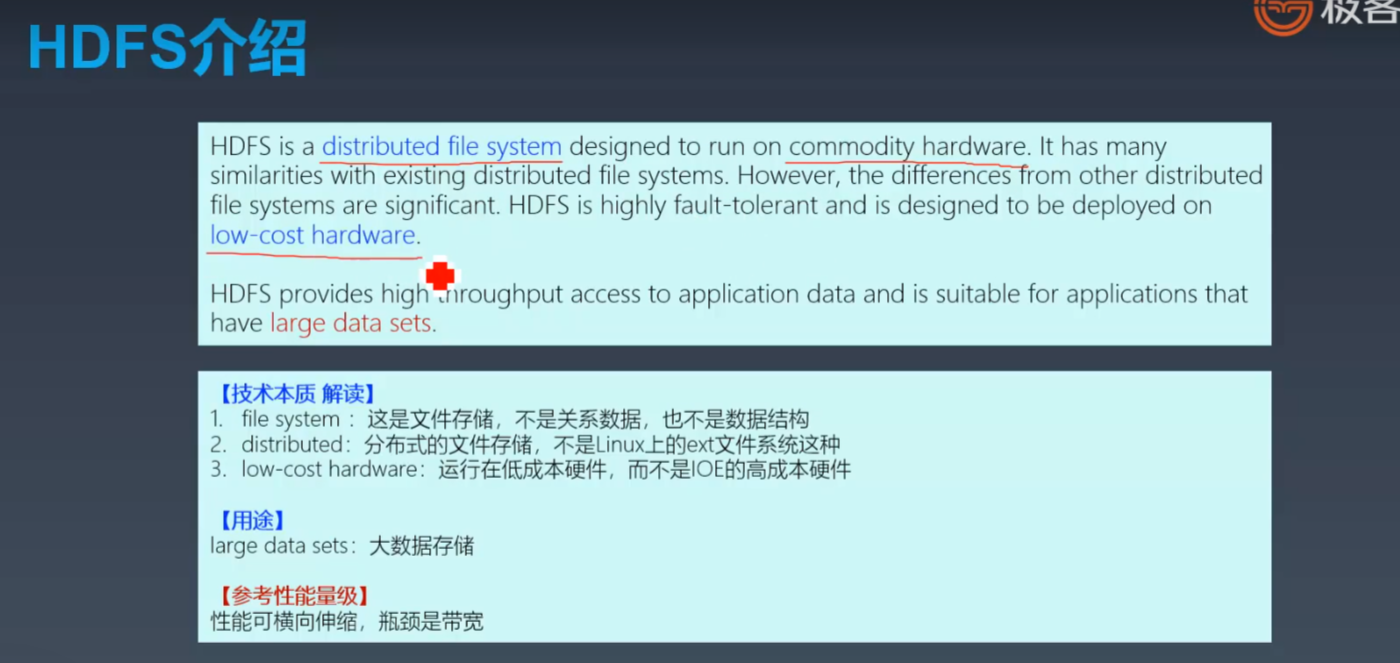 极客
HDFS介绍
HDFS is a distributed file system designed to run on commodity hardware. It has many
similarities with existing distributed file systems. However, the differences from other distributed
file systems are significant. HDFS is highly fault-tolerant and is designed to be deployed on
low-cost hardware.
HDFS provides high throughput access to application data and is suitable for applications that
have large data sets.
【技术本质 解读】
1. file system ：这是文件存储，不是关系数据，也不是数据结构
2. distributed：分布式的文件存储，不是Linux上的ext文件系统这种
3. low-cost hardware：运行在低成本硬件，而不是IOE的高成本硬件
【用途】
large data sets：大数据存储
【参考性能量级】
性能可横向伸缩，瓶颈是带宽